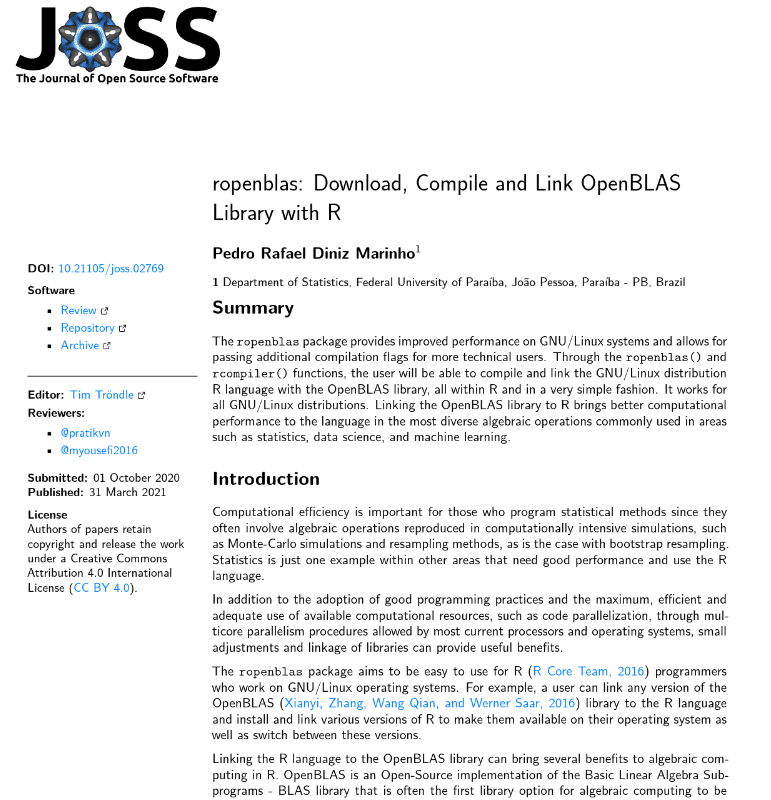 JOSS
The Journal of Open Source Software
ropenblas: Download, Compile and Link OpenBLAS
Library with R
DOI: 10.21105/joss.02769
Software
Review
Repository
Archive
Editor: Tim Tröndle
Reviewers:
@pratikvn
@myousefi2016
Submitted: 01 October 2020
Published: 31 March 2021
License
Authors of papers retain
copyright and release the work
under a Creative Commons
Attribution 4.0 International
License (CC BY 4.0).
Pedro Rafael Diniz Marinho1
1 Department of Statistics, Federal University of Paraíba, João Pessoa, Paraíba - PB, Brazil
Summary
The ropenblas package provides improved performance on GNU/Linux systems and allows for
passing additional compilation flags for more technical users. Through the ropenblas() and
rcompiler() functions, the user will be able to compile and link the GNU/Linux distribution
R language with the OpenBLAS library, all within R and in a very simple fashion. It works for
all GNU/Linux distributions. Linking the OpenBLAS library to R brings better computational
performance to the language in the most diverse algebraic operations commonly used in areas
such as statistics, data science, and machine learning.
Introduction
Computational efficiency is important for those who program statistical methods since they
often involve algebraic operations reproduced in computationally intensive simulations, such
as Monte-Carlo simulations and resampling methods, as is the case with bootstrap resampling.
Statistics is just one example within other areas that need good performance and use the R
language.
In addition to the adoption of good programming practices and the maximum, efficient and
adequate use of available computational resources, such as code parallelization, through mul-
ticore parallelism procedures allowed by most current processors and operating systems, small
adjustments and linkage of libraries can provide useful benefits.
The ropenblas package aims to be easy to use for R (R Core Team, 2016) programmers
who work on GNU/Linux operating systems. For example, a user can link any version of the
OpenBLAS (Xianyi, Zhang, Wang Qian, and Werner Saar, 2016) library to the R language
and install and link various versions of R to make them available on their operating system as
well as switch between these versions.
Linking the R language to the OpenBLAS library can bring several benefits to algebraic com-
puting in R. OpenBLAS is an Open-Source implementation of the Basic Linear Algebra Sub-
programs - BLAS library that is often the first library option for algebraic computing to be